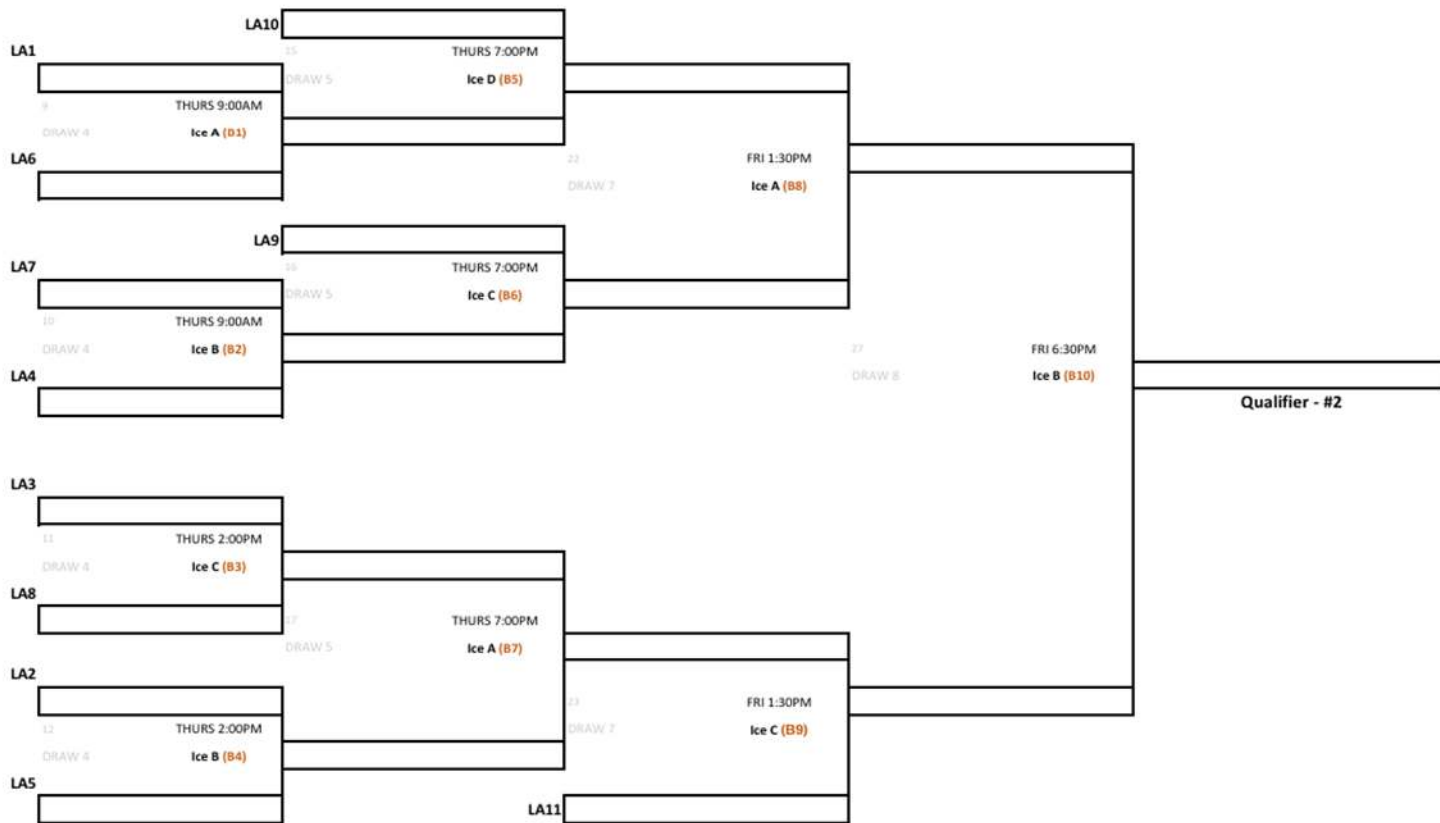 LA10
LA1
15
THURS 7:00PM
DRAW 5
Ice D (B5)
9
THURS 9:00AM
DRAW 4
Ice A (B1)
LA6
22
FRI 1:30PM
DRAW 7
Ice A (B8)
LA9
LA7
16
THURS 7:00PM
DRAW 5
Ice C (B6)
10
THURS 9:00AM
DRAW 4
Ice B (B2)
LA4
27
FRI 6:30PM
DRAW 8
Ice B (B10)
Qualifier - #2
LA3
11
THURS 2:00PM
DRAW 4
Ice C (B3)
LA8
17
THURS 7:00PM
DRAW 5
Ice A (B7)
LA2
12
THURS 2:00PM
DRAW 4
Ice B (B4)
23
FRI 1:30PM
DRAW 7
Ice C (B9)
LA5
LA11